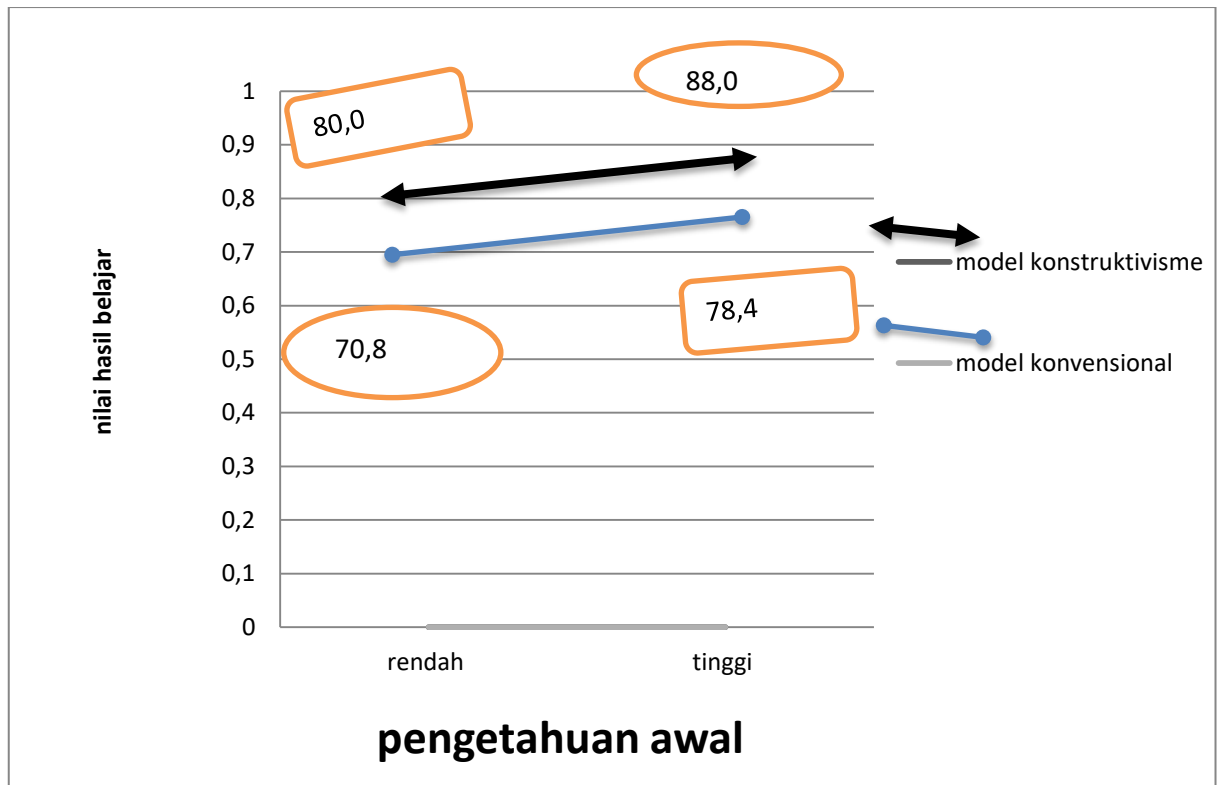 88,0
80,0
1
0,9
0,8
0,7
0,6
0,5
0,4
0,3
0,2
0,1
0
70,8
78,4
nilai hasil belajar
rendah
tinggi
pengetahuan awal
model konstruktivisme
model konvensional